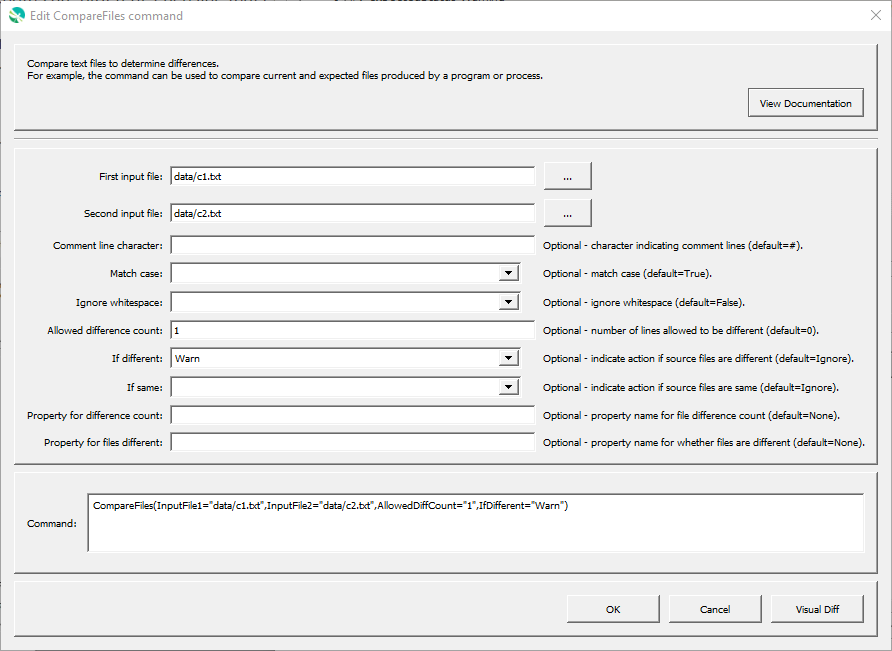 Edit CompareFiles command
Compare text files to determine differences.
For example, the command can be used to compare current and expected files produced by a program or process.
View Documentation
First input file: data/c1.txt ...
Second input file: data/c2.txt ...
Comment line character: Optional - character indicating comment lines (default=#).
Match case: Optional - match case (default=True).
Ignore whitespace: Optional - ignore whitespace (default=False).
Allowed difference count: 1 Optional - number of lines allowed to be different (default=0).
If different: Warn Optional - indicate action if source files are different (default=Ignore).
If same: Optional - indicate action if source files are same (default=Ignore).
Property for difference count: Optional - property name for file difference count (default=None).
Property for files different: Optional - property name for whether files are different (default=None).
Command: CompareFiles(InputFile1="data/c1.txt",InputFile2="data/c2.txt",AllowedDiffCount="1",IfDifferent="Warn")
OK Cancel Visual Diff